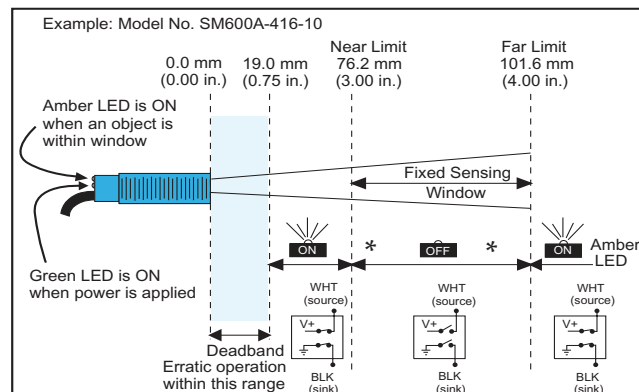 Example: Model No. SM600A-416-10
0.0 mm
(0.00 in.)
19.0 mm
(0.75 in.)
Near Limit
76.2 mm
(3.00 in.)
Far Limit
101.6 mm
(4.00 in.)
Amber LED is ON
when an object is
within window
Fixed Sensing
Window
ON
*
OFF
*
ON
Amber
LED
Green LED is ON
when power is applied
WHT
(source)
V+
BLK
(sink)
WHT
(source)
V+
BLK
(sink)
WHT
(source)
V+
BLK
(sink)
Deadband
Erratic operation
within this range